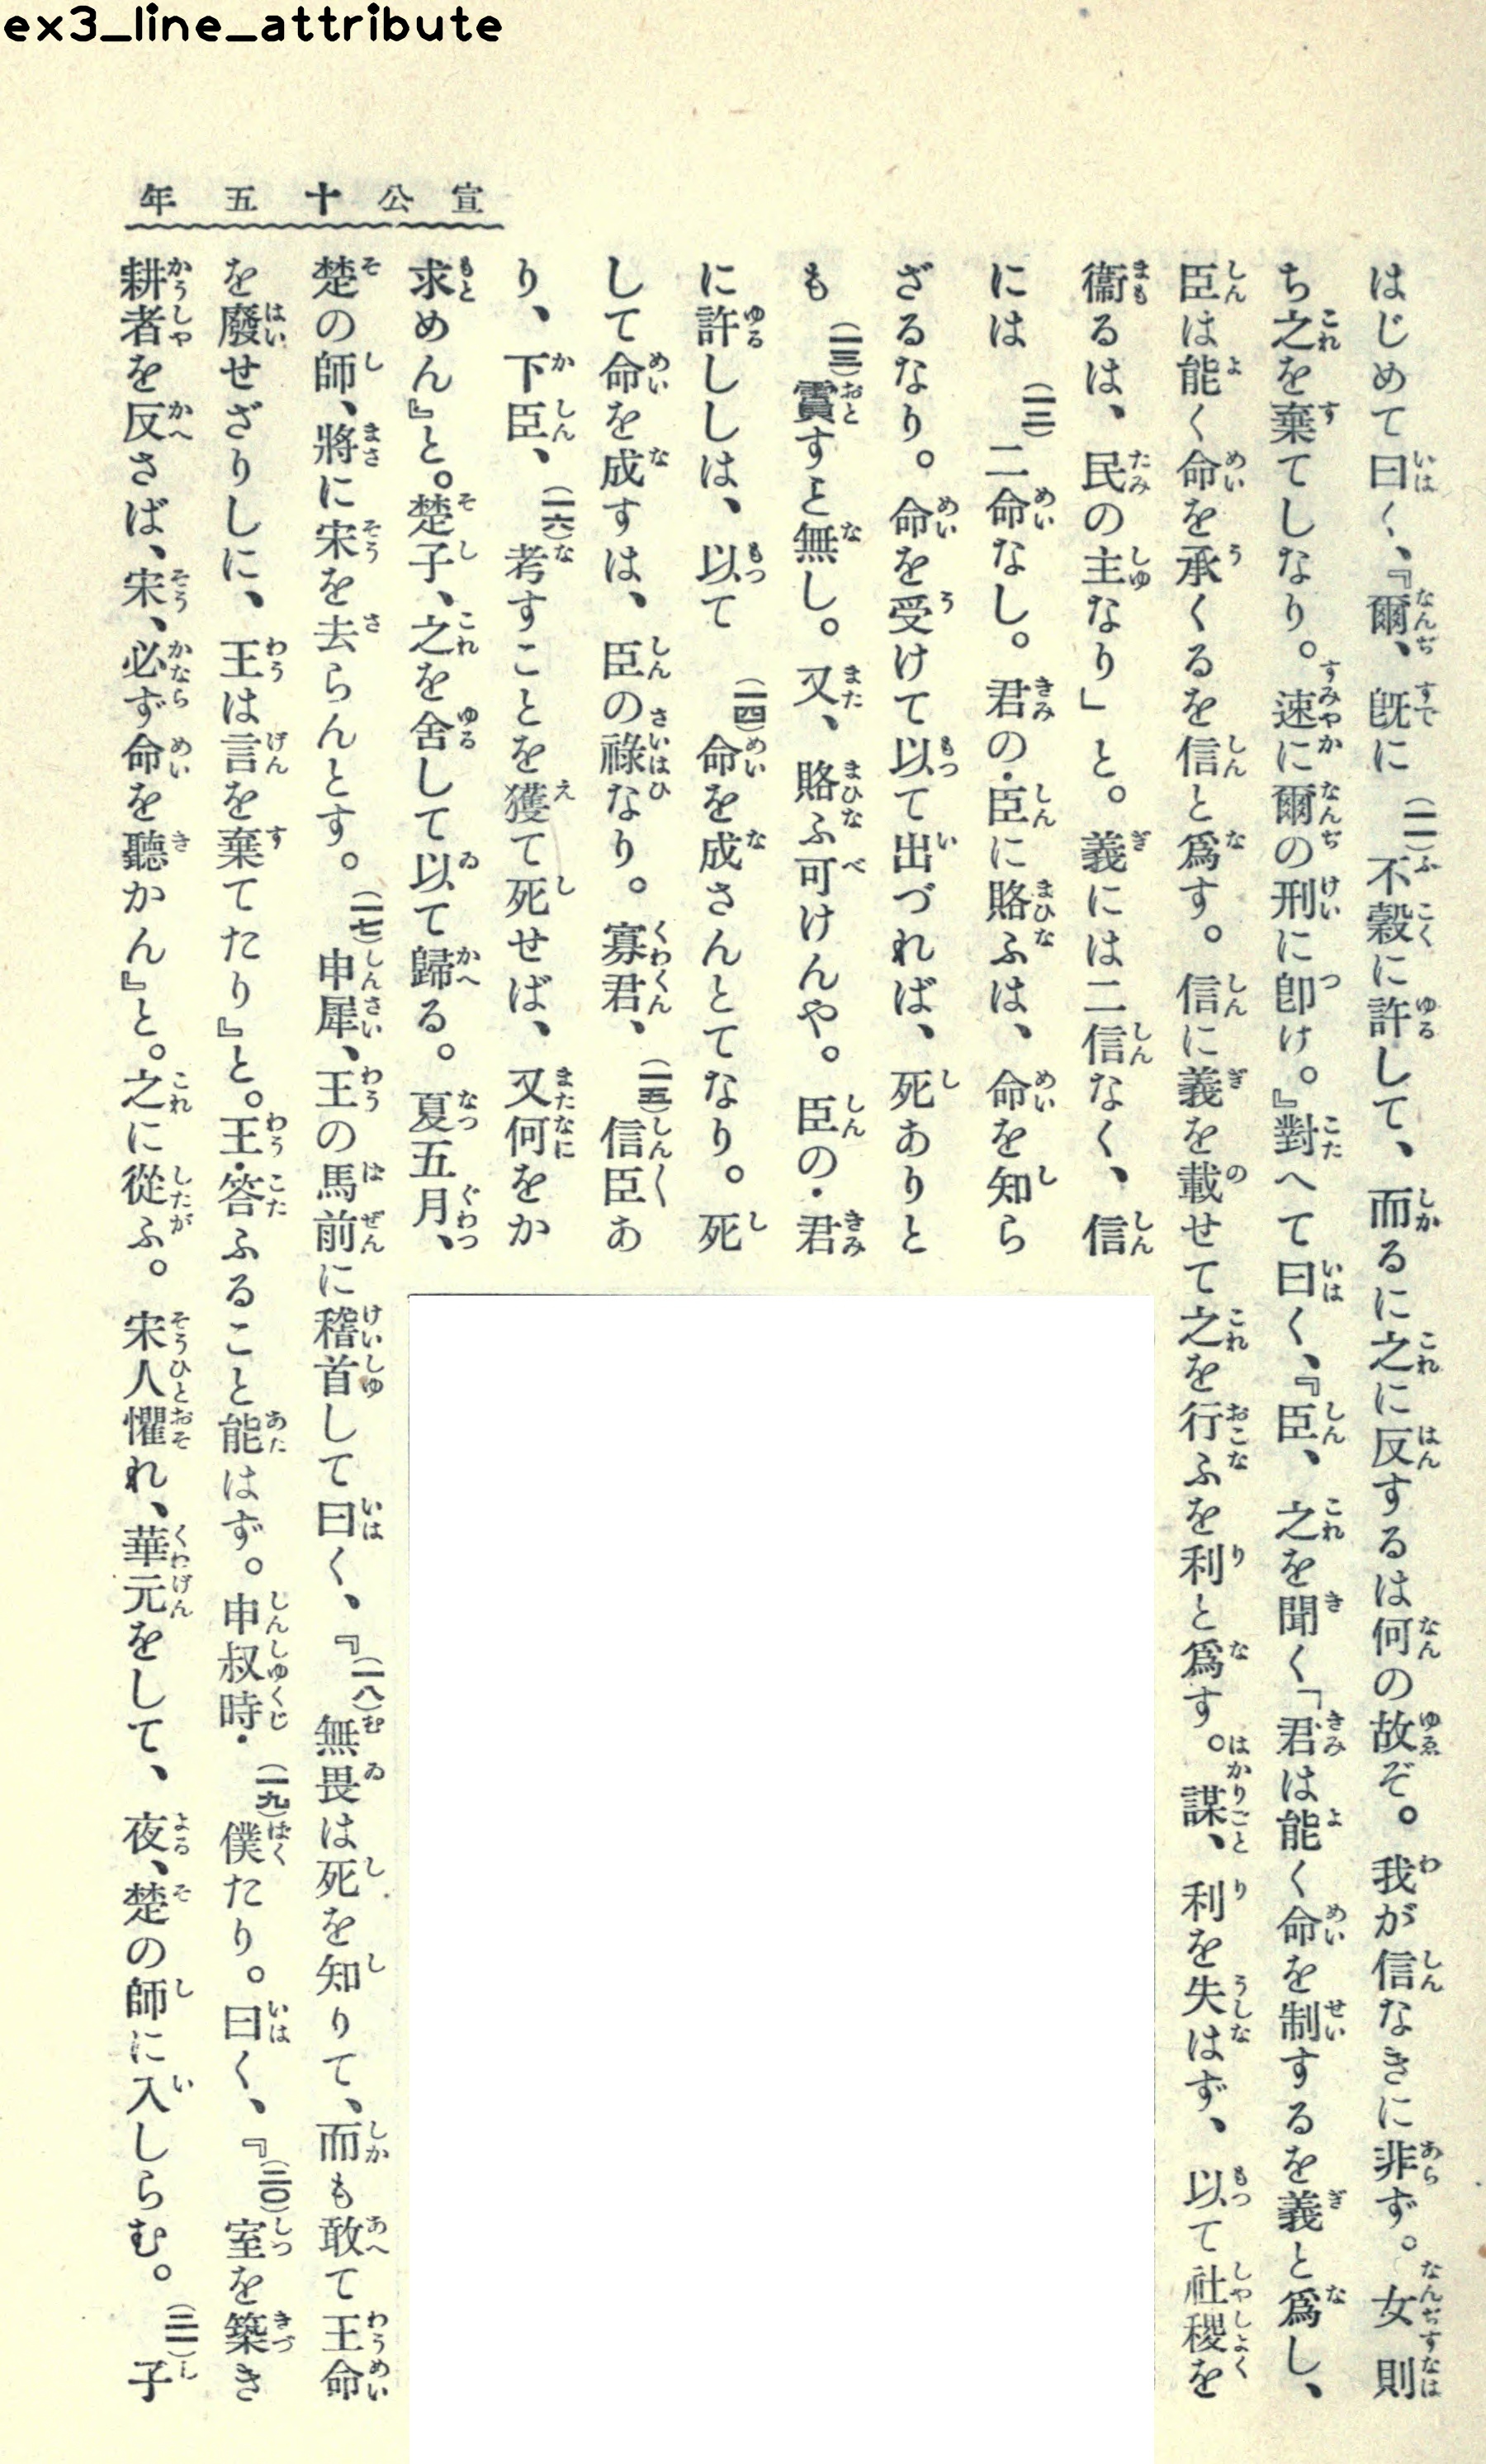 ex3_line_attribute
宣公十五年
はじめて曰く、『爾、既に(一二)不穀に許して、而るに之に反するは何の故ぞ。我が信なきに非ず。女則
ち之を棄てしなり。速に爾の刑に卽け。』對へて曰く、『臣、之を聞く「君は能く命を制するを義と爲し、
臣は能く命を承くるを信と爲す。信に義を載せて之を行ふを利と爲す。謀、利を失はず、以て社稷を
衞るは、民の主なり」と。義には二信なく、信
には(一三)二命なし。君の・臣に賂ふは、命を知ら
ざるなり。命を受けて以て出づれば、死ありと
も(一三)霣すと無し。又、賂ふ可けんや。臣の・君
に許ししは、以て(一四)命を成さんとてなり。死
して命を成すは、臣の祿なり。寡君、(一五)信臣あ
り、下臣、(一六)考すことを獲て死せば、又何をか
求めん』と。楚子、之を舍して以て歸る。夏五月、
楚の師、將に宋を去らんとす。(一七)申犀、王の馬前に稽首して曰く、『(一八)無畏は死を知りて、而も敢て王命
を廢せざりしに、王は言を棄てたり』と。王・答ふること能はず。申叔時・(一九)僕たり。曰く、『(二〇)室を築き
耕者を反さば、宋、必ず命を聽かん』と。之に從ふ。宋人懼れ、華元をして、夜、楚の師に入しらむ。(二一)子